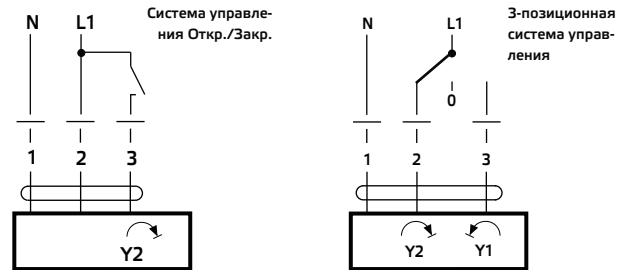 N L1
Система управле-
ния Откр./Закр.
1 2 3
Y2
N L1
3-позиционная
система управ-
ления
0
1 2 3
Y2 Y1